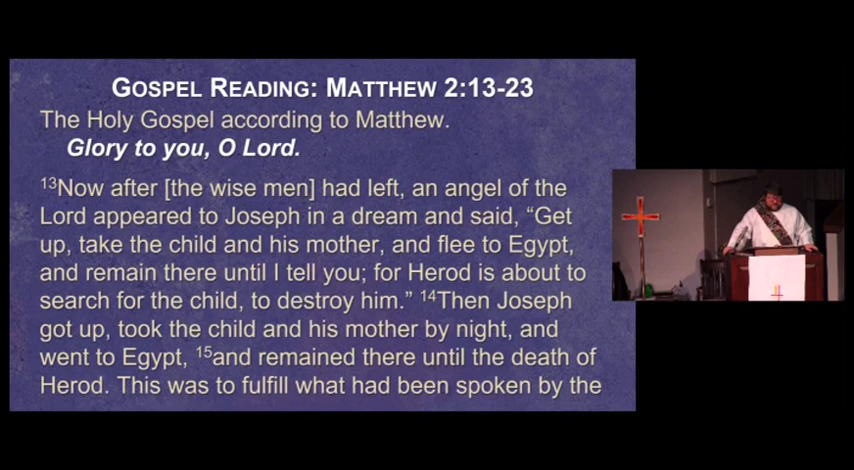 GOSPEL READING: MATTHEW 2:13-23
The Holy Gospel according to Matthew.
Glory to you, O Lord.
13Now after [the wise men] had left, an angel of the
Lord appeared to Joseph in a dream and said, “Get
up, take the child and his mother, and flee to Egypt,
and remain there until I tell you; for Herod is about to
search for the child, to destroy him.” 14Then Joseph
got up, took the child and his mother by night, and
went to Egypt, 15and remained there until the death of
Herod. This was to fulfill what had been spoken by the